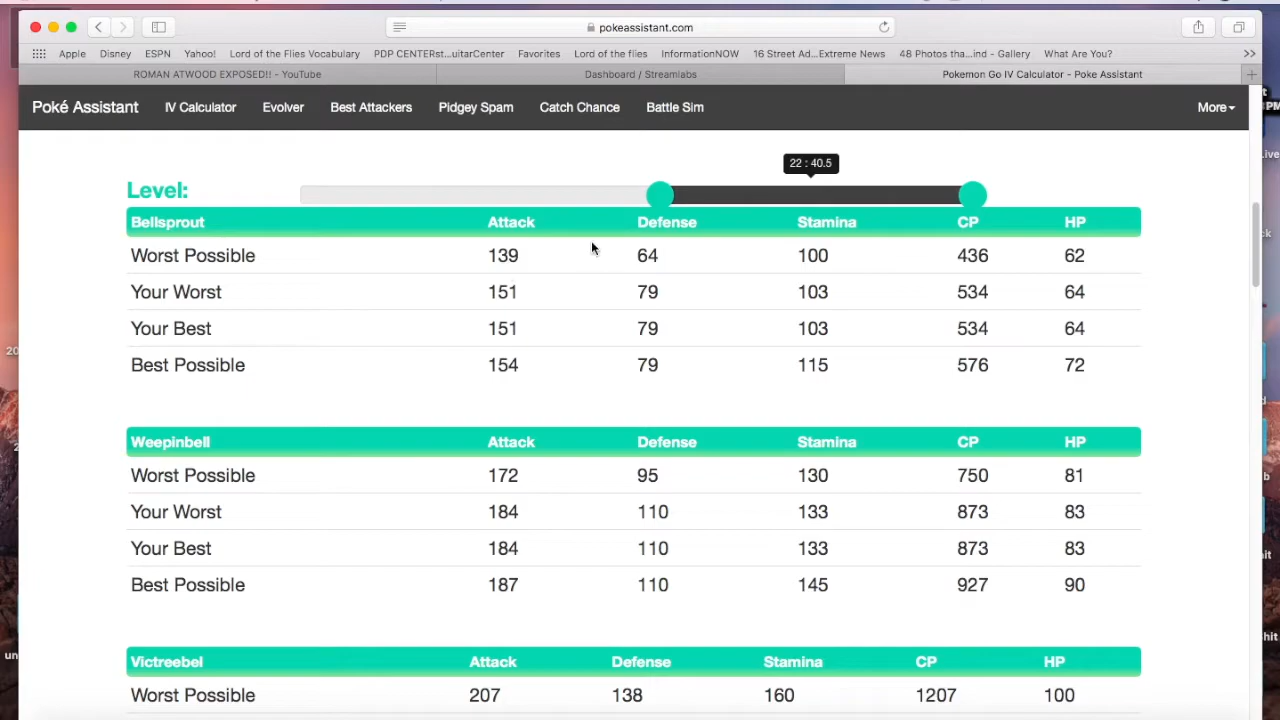 pokeassistant.com
Apple Disney ESPN Yahoo! Lord of the Flies Vocabulary PDP CENTERst...uitarCenter Favorites Lord of the flies InformationNOW 16 Street Ad...Extreme News 48 Photos tha...ind - Gallery What Are You? >>
ROMAN ATWOOD EXPOSED!! - YouTube Dashboard / Streamlabs Pokemon Go IV Calculator - Poke Assistant +
Poké Assistant IV Calculator Evolver Best Attackers Pidgey Spam Catch Chance Battle Sim More
22 : 40.5
Level:
Bellsprout Attack Defense Stamina CP HP
Worst Possible 139 64 100 436 62
Your Worst 151 79 103 534 64
Your Best 151 79 103 534 64
Best Possible 154 79 115 576 72
Weepinbell Attack Defense Stamina CP HP
Worst Possible 172 95 130 750 81
Your Worst 184 110 133 873 83
Your Best 184 110 133 873 83
Best Possible 187 110 145 927 90
Victreebel Attack Defense Stamina CP HP
Worst Possible 207 138 160 1207 100